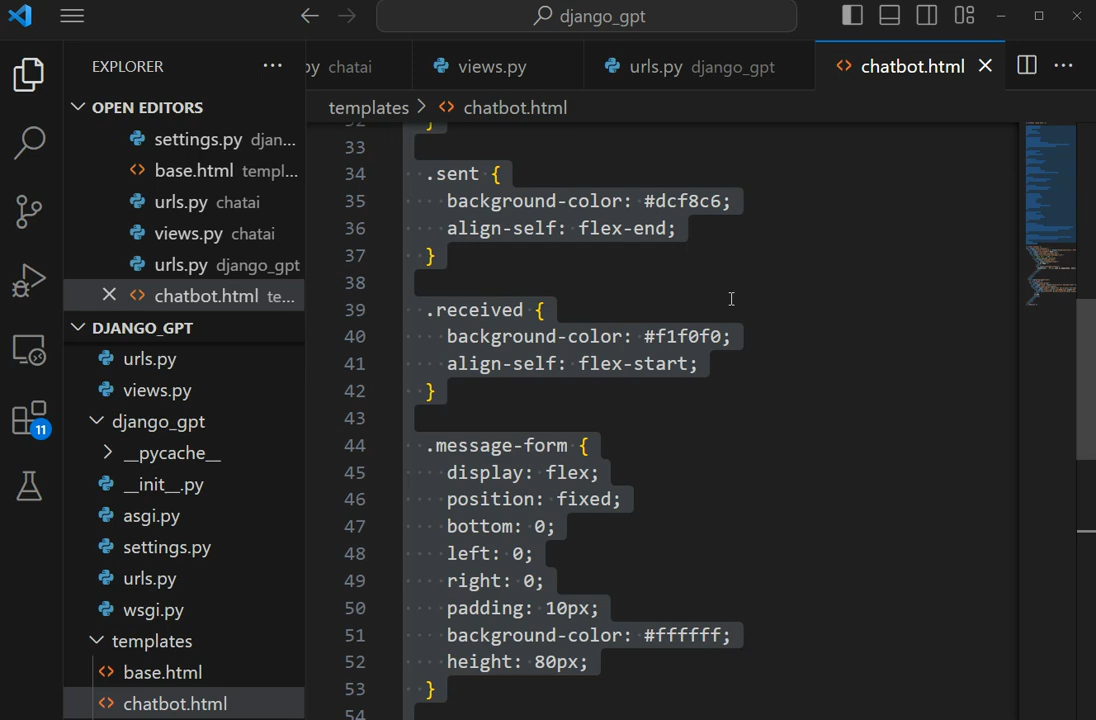 django_gpt
EXPLORER
OPEN EDITORS
settings.py djan...
base.html templ...
urls.py chatai
views.py chatai
urls.py django_gpt
chatbot.html te...
DJANGO_GPT
urls.py
views.py
django_gpt
__pycache__
__init__.py
asgi.py
settings.py
urls.py
wsgi.py
templates
base.html
chatbot.html
11
py chatai
views.py
urls.py django_gpt
chatbot.html
templates > chatbot.html
32 }
33
34 .sent {
35 background-color: #dcf8c6;
36 align-self: flex-end;
37 }
38
39 .received {
40 background-color: #f1f0f0;
41 align-self: flex-start;
42 }
43
44 .message-form {
45 display: flex;
46 position: fixed;
47 bottom: 0;
48 left: 0;
49 right: 0;
50 padding: 10px;
51 background-color: #ffffff;
52 height: 80px;
53 }
54